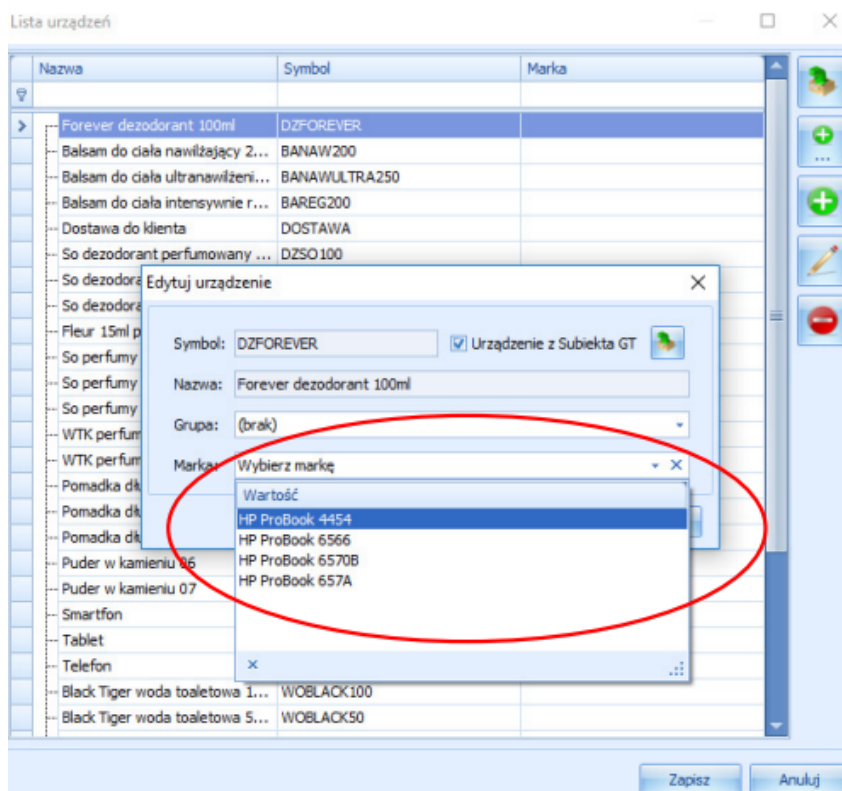 Lista urządzeń
Nazwa Symbol Marka
Forever dezodorant 100ml DZFOREVER
Balsam do ciała nawilżający 2... BANAW200
Balsam do ciała ultranawilżeni... BANAWULTRA250
Balsam do ciała intensywnie r... BAREG200
Dostawa do klienta DOSTAWA
So dezodorant perfumowany ... DZSO100
So dezodora
Edytuj urządzenie
So dezodora
Fleur 15ml p
Symbol: DZFOREVER Urządzenie z Subiekta GT
So perfumy
So perfumy
Nazwa: Forever dezodorant 100ml
So perfumy
Grupa: (brak)
WTK perfum
WTK perfum
Marka: Wybierz markę
Pomadka dł
Wartość
Pomadka dł
HP ProBook 4454
Pomadka dł
HP ProBook 6566
Puder w kamieniu 06
HP ProBook 6570B
Puder w kamieniu 07
HP ProBook 657A
Smartfon
Tablet
Telefon
Black Tiger woda toaletowa 1... WOBLACK100
Black Tiger woda toaletowa 5... WOBLACK50
Zapisz Anuluj